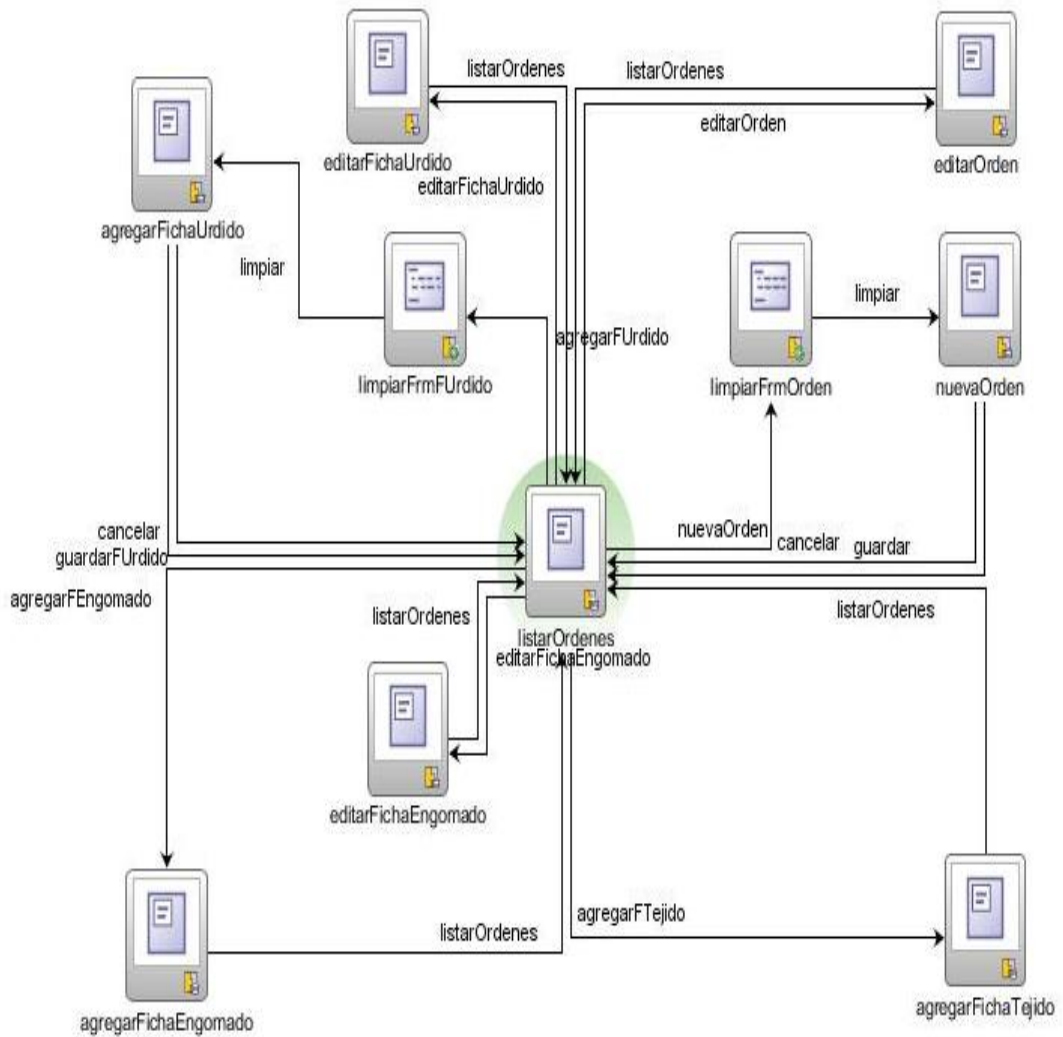 listarOrdenes
listarOrdenes
editarOrden
editarFichaUrdido
editarOrden
editarFichaUrdido
agregarFichaUrdido
limpiar
limpiar
agregarFUrdido
limpiarFrmFUrdido
limpiarFrmOrden
nuevaOrden
cancelar
nuevaOrden
cancelar
guardar
guardarFUrdido
agregarFEngomado
listarOrdenes
listarOrdenes
listarOrdenes
editarFichaEngomado
editarFichaEngomado
agregarFTejido
listarOrdenes
agregarFichaTejido
agregarFichaEngomado